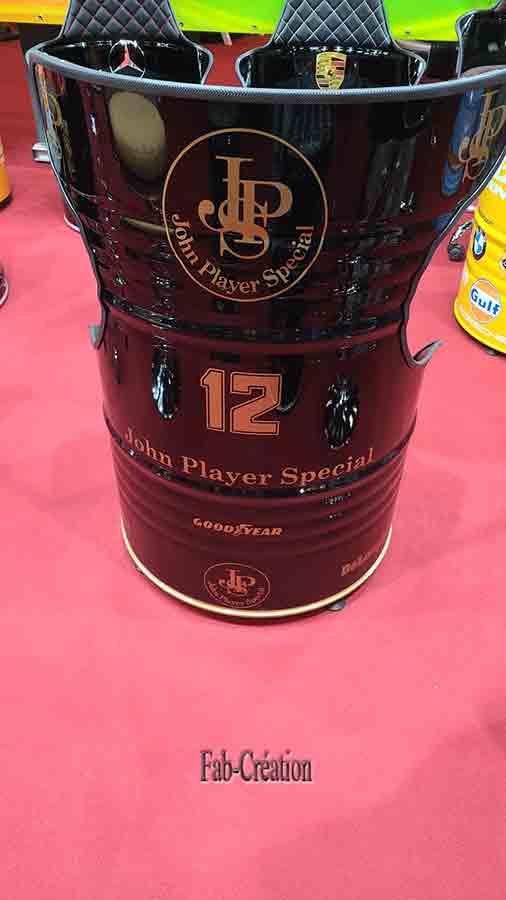 JPS
John Player Special
12
John Player Special
GOODYEAR
JPS
John Player Special
Gulf
Fab-Création